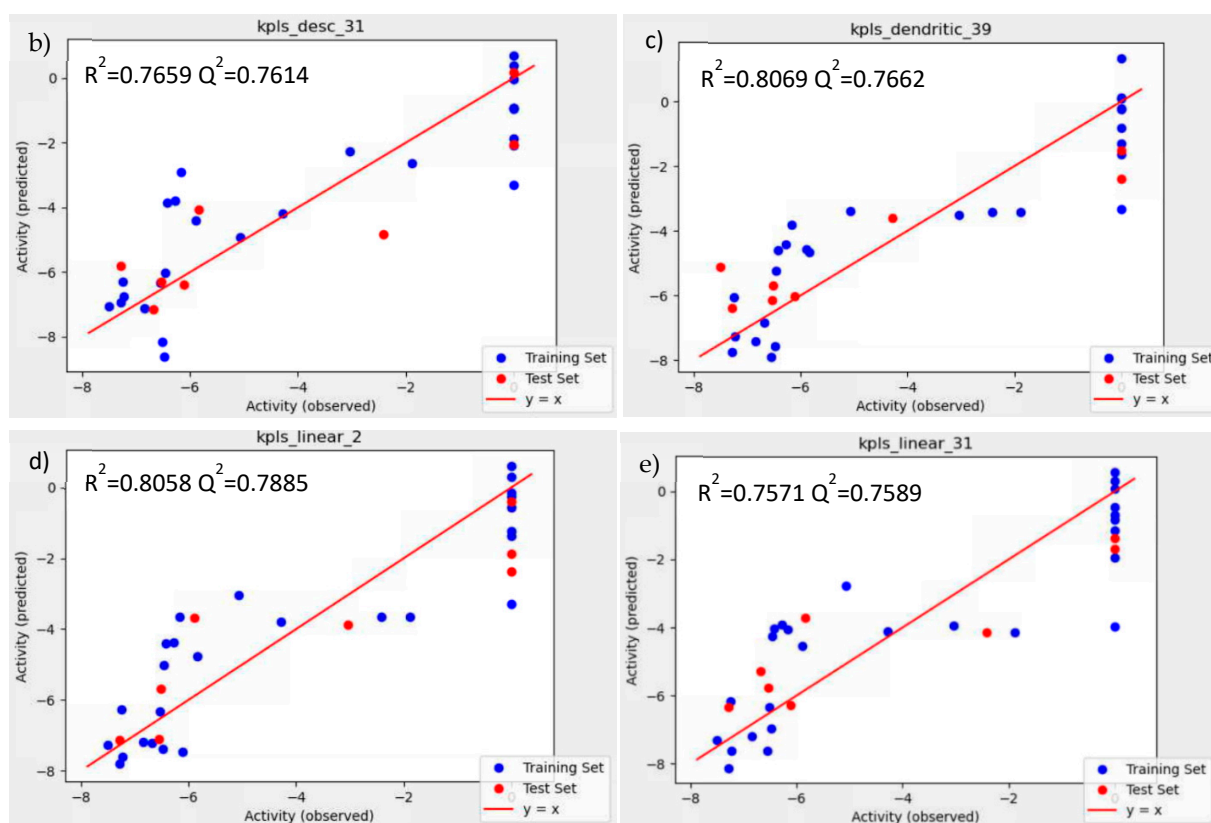 b)
kpls_desc_31
R²=0.7659 Q²=0.7614
0
−2
−4
−6
−8
Activity (predicted)
−8 −6 −4 −2 0
Activity (observed)
Training Set
Test Set
y = x
c)
kpls_dendritic_39
R²=0.8069 Q²=0.7662
0
−2
−4
−6
−8
Activity (predicted)
−8 −6 −4 −2 0
Activity (observed)
Training Set
Test Set
y = x
d)
kpls_linear_2
R²=0.8058 Q²=0.7885
0
−2
−4
−6
−8
Activity (predicted)
−8 −6 −4 −2 0
Activity (observed)
Training Set
Test Set
y = x
e)
kpls_linear_31
R²=0.7571 Q²=0.7589
0
−2
−4
−6
−8
Activity (predicted)
−8 −6 −4 −2 0
Activity (observed)
Training Set
Test Set
y = x